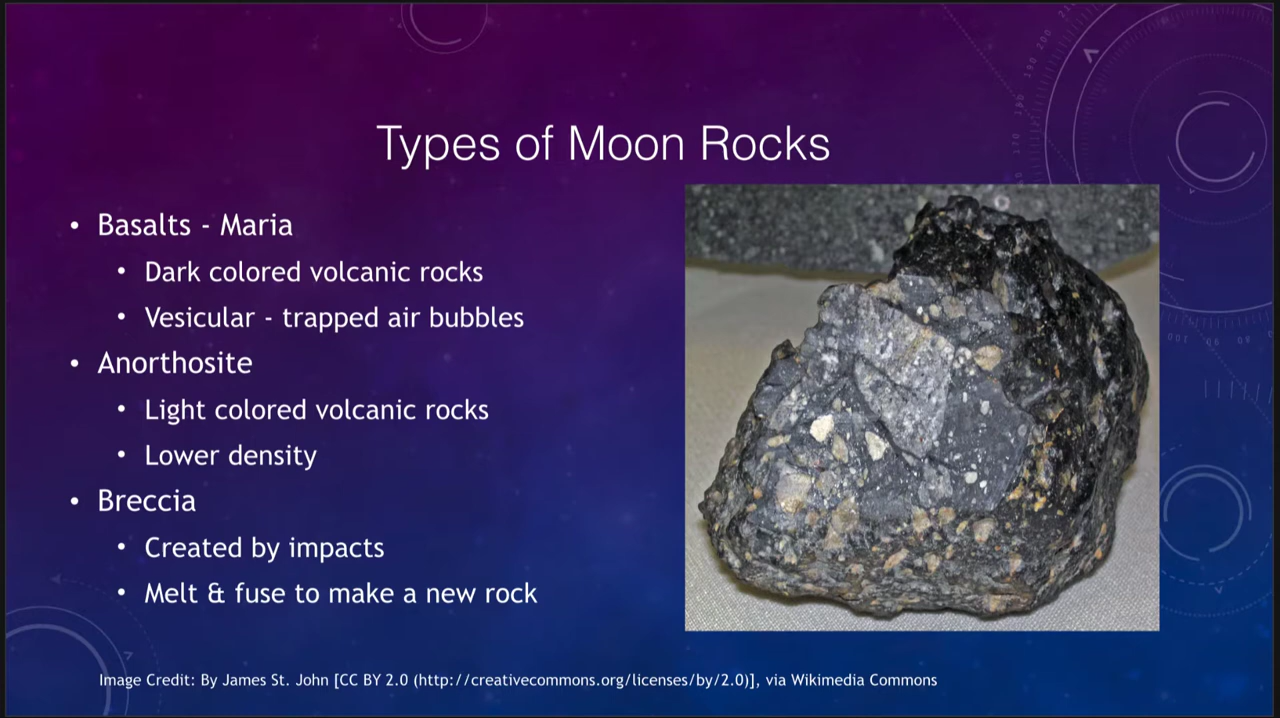 Types of Moon Rocks
• Basalts - Maria
• Dark colored volcanic rocks
• Vesicular - trapped air bubbles
• Anorthosite
• Light colored volcanic rocks
• Lower density
• Breccia
• Created by impacts
• Melt & fuse to make a new rock
Image Credit: By James St. John [CC BY 2.0 (http://creativecommons.org/licenses/by/2.0)], via Wikimedia Commons